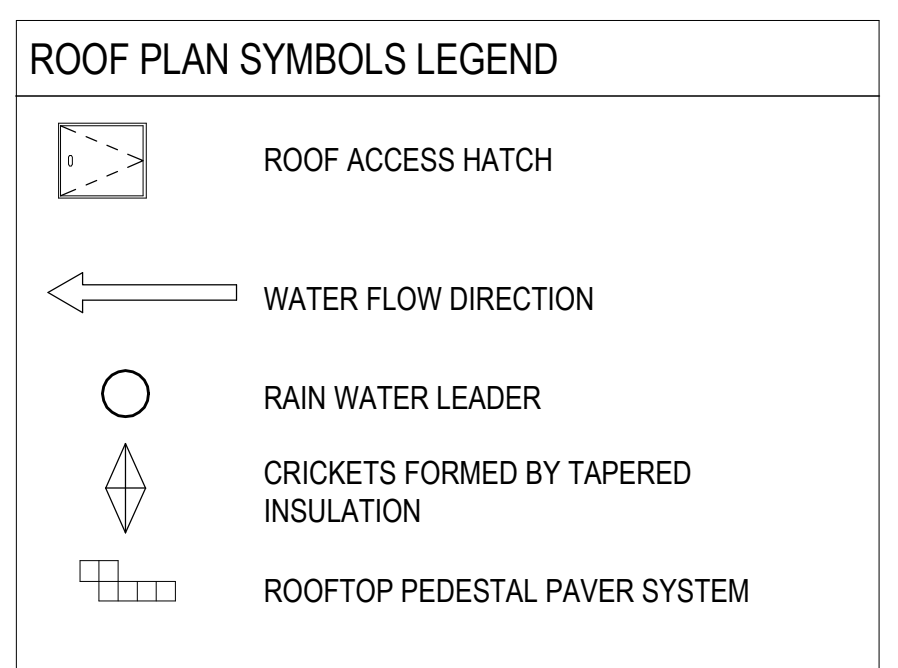 ROOF PLAN SYMBOLS LEGEND
ROOF ACCESS HATCH
WATER FLOW DIRECTION
RAIN WATER LEADER
CRICKETS FORMED BY TAPERED
INSULATION
ROOFTOP PEDESTAL PAVER SYSTEM